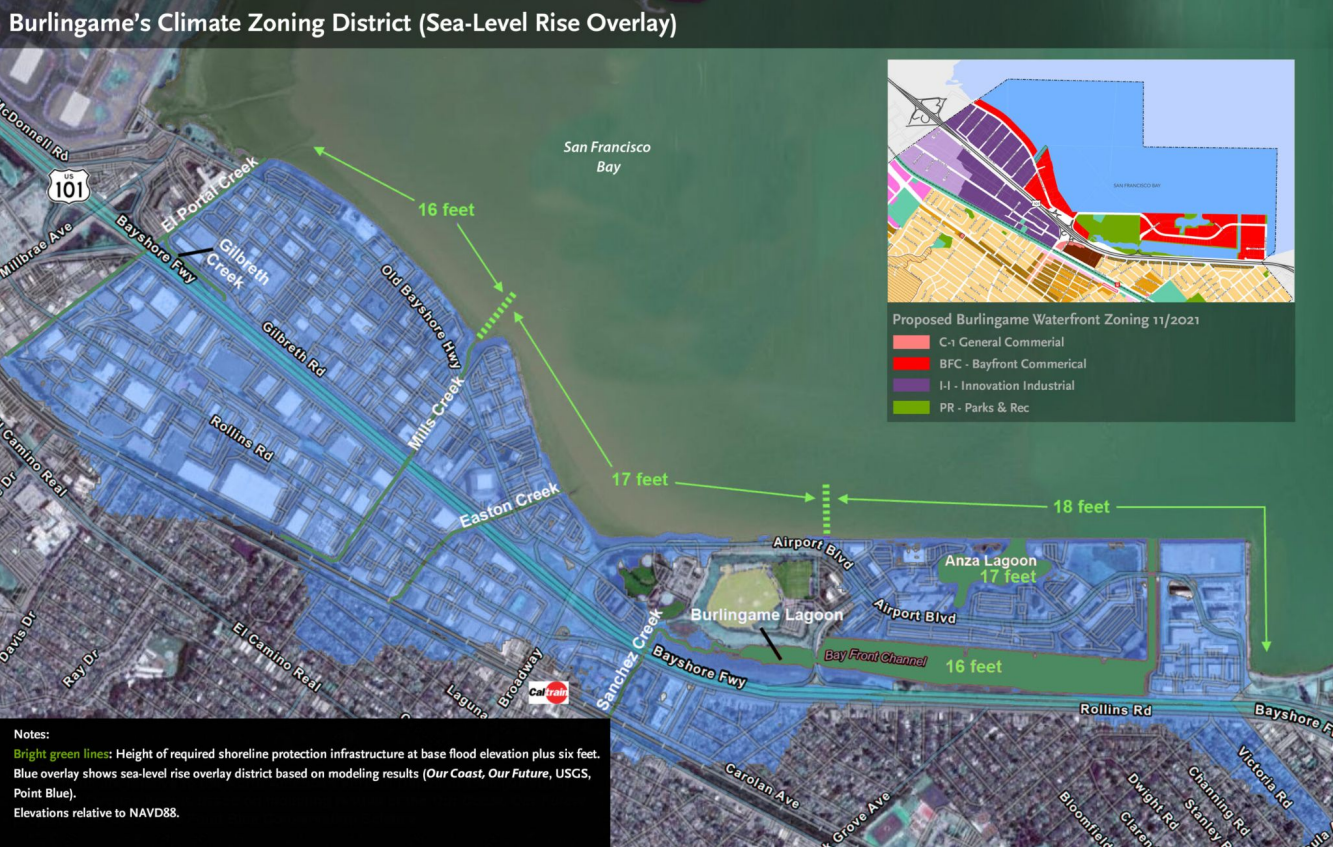 Burlingame's Climate Zoning District (Sea-Level Rise Overlay)
McDonnell Rd
US
101
Millbrae Ave
El Portal Creek
Bayshore Fwy
Gilbreth
Creek
San Francisco
Bay
16 feet
Old Bayshore Hwy
Gilbreth Rd
Mills Creek
Rollins Rd
Camino Real
Dr
Easton Creek
17 feet
18 feet
Airport Blvd
Anza Lagoon
17 feet
Airport Blvd
Burlingame Lagoon
Bay Front Channel
16 feet
Sanchez Creek
Bayshore Fwy
Davis Dr
Ray Dr
El Camino Real
Laguna
Broadway
Caltrain
Rollins Rd
Bayshore F
Victoria Rd
Channing Rd
Dwight Rd
Stanley
Bloomfield
Claren
Carolan Ave
Grove Ave
SAN FRANCISCO BAY
Proposed Burlingame Waterfront Zoning 11/2021
C-1 General Commerial
BFC - Bayfront Commerical
I-I - Innovation Industrial
PR - Parks & Rec
Notes:
Bright green lines: Height of required shoreline protection infrastructure at base flood elevation plus six feet.
Blue overlay shows sea-level rise overlay district based on modeling results (Our Coast, Our Future, USGS,
Point Blue).
Elevations relative to NAVD88.